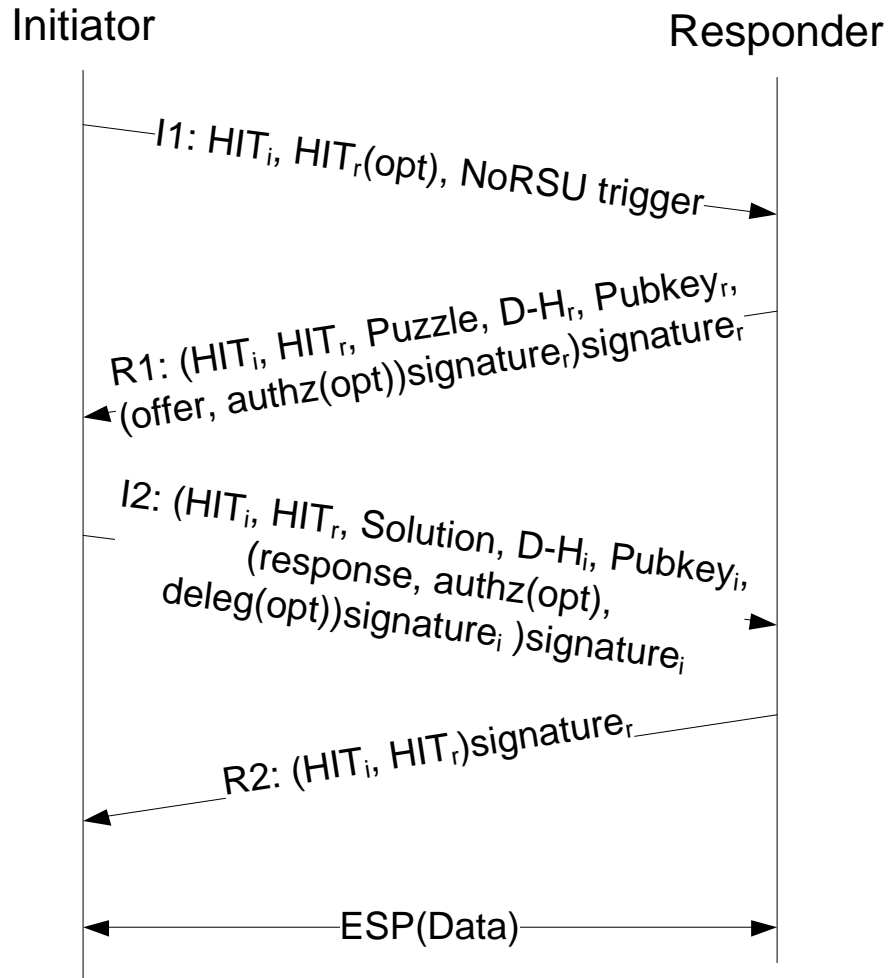 Initiator
Responder
I1: HITᵢ, HITᵣ(opt), NoRSU trigger
R1: (HITᵢ, HITᵣ, Puzzle, D-Hᵣ, Pubkeyᵣ,
(offer, authz(opt))signatureᵣ)signatureᵣ
I2: (HITᵢ, HITᵣ, Solution, D-Hᵢ, Pubkeyᵢ,
(response, authz(opt),
deleg(opt))signatureᵢ )signatureᵢ
R2: (HITᵢ, HITᵣ)signatureᵣ
ESP(Data)